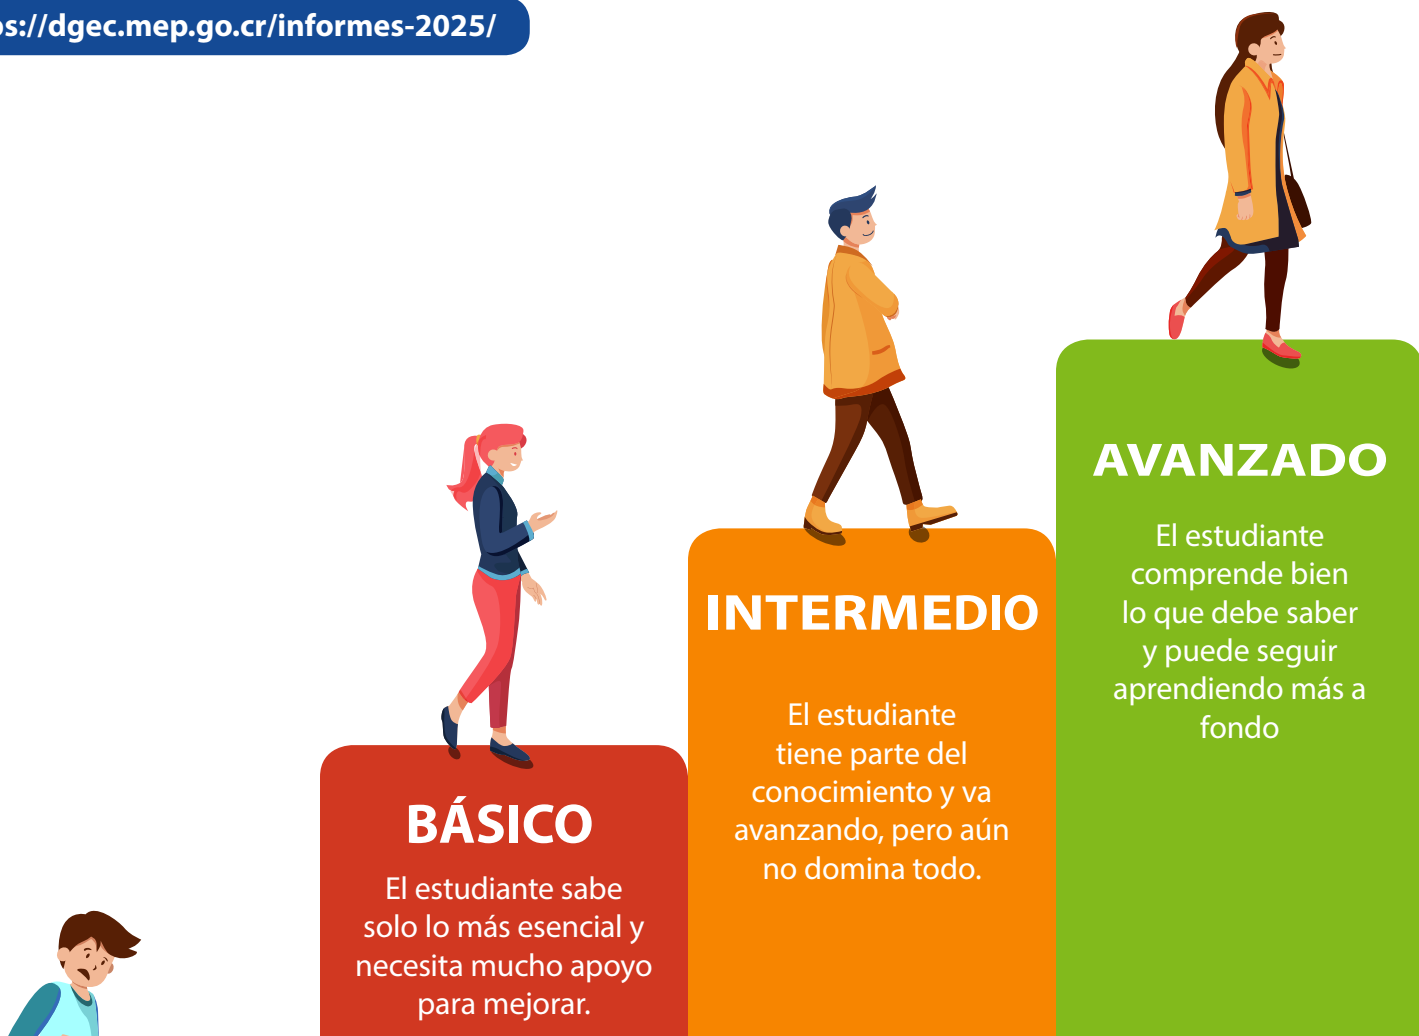 s://dgec.mep.go.cr/informes-2025/
AVANZADO
El estudiante
comprende bien
lo que debe saber
y puede seguir
aprendiendo más a
fondo
INTERMEDIO
El estudiante
tiene parte del
conocimiento y va
avanzando, pero aún
no domina todo.
BÁSICO
El estudiante sabe
solo lo más esencial y
necesita mucho apoyo
para mejorar.